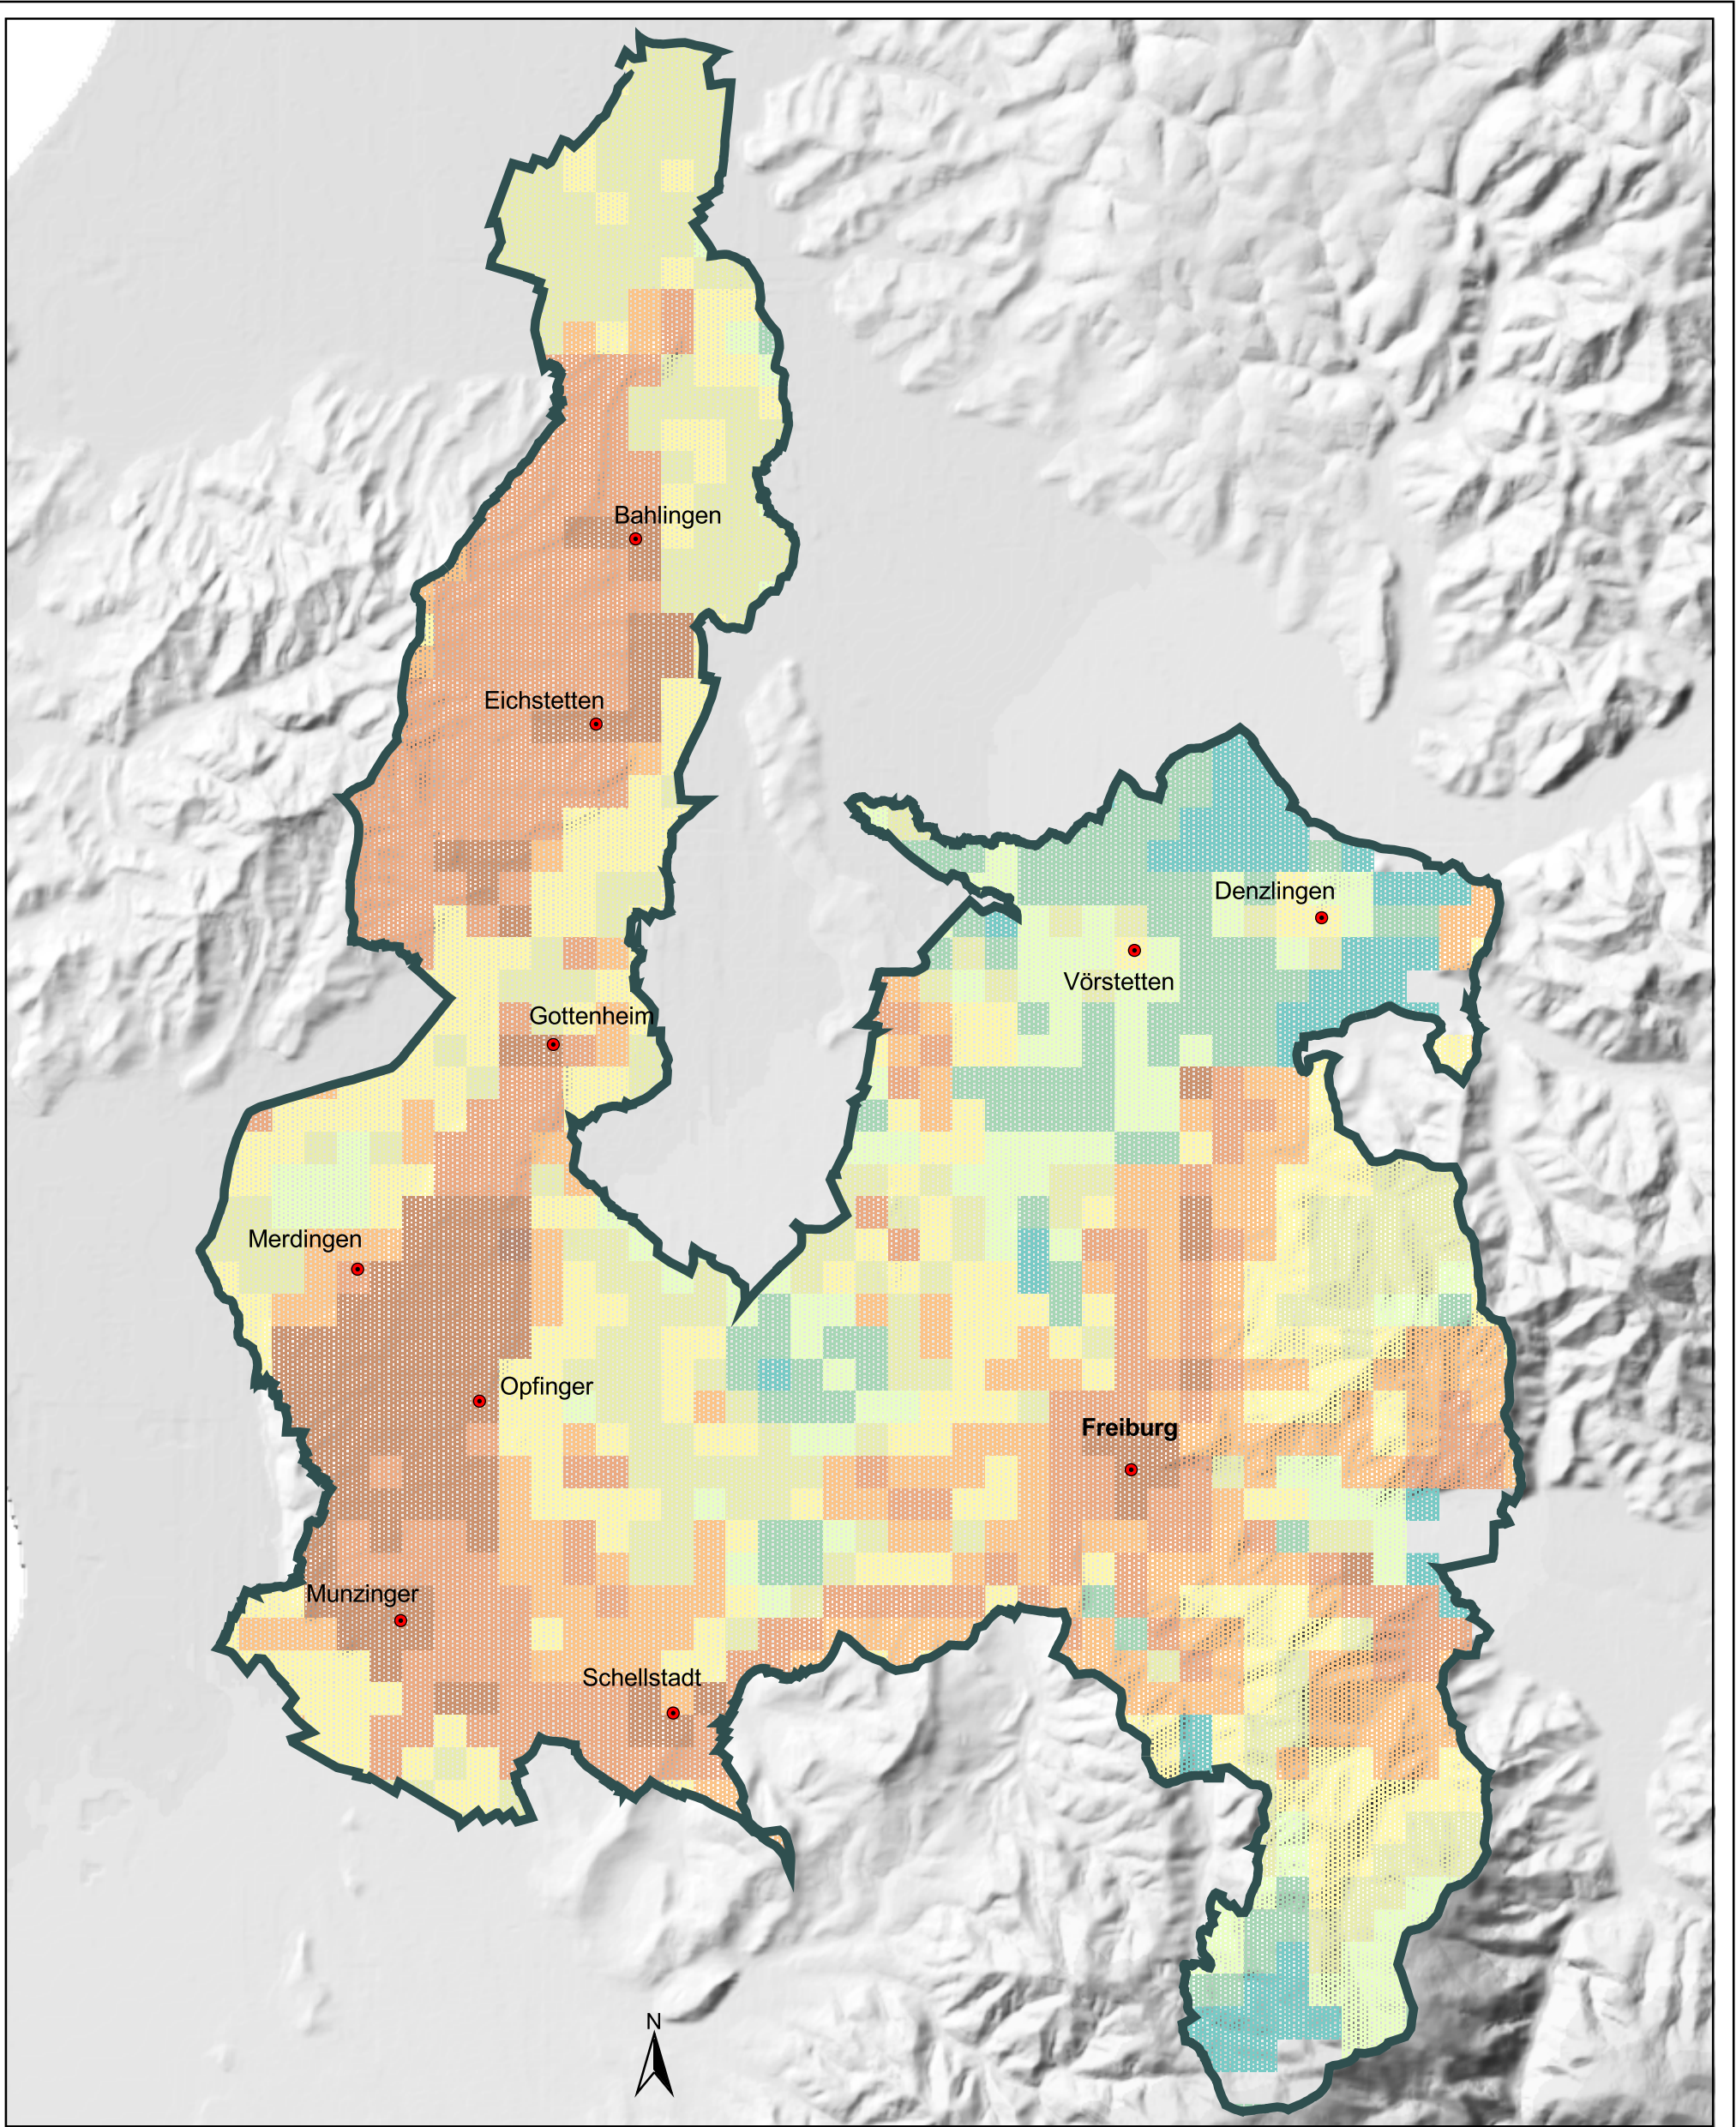 Bahlingen
Eichstetten
Denzlingen
Vörstetten
Gottenheim
Merdingen
Opfinger
Freiburg
Munzinger
Schellstadt
N